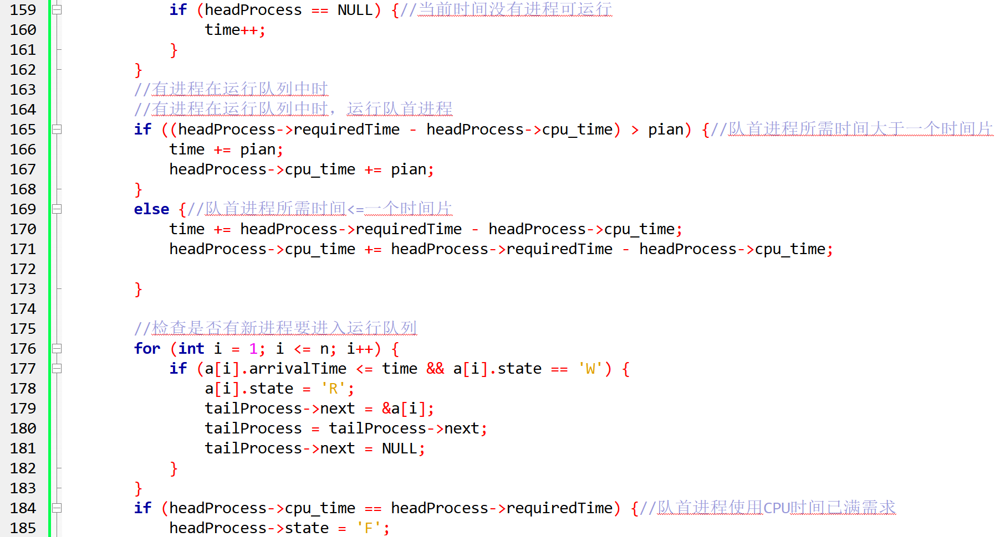 159 if (headProcess == NULL) {//当前时间没有进程可运行
160 time++;
161 }
162 }
163 //有进程在运行队列中时
164 //有进程在运行队列中时，运行队首进程
165 if ((headProcess->requiredTime - headProcess->cpu_time) > pian) {//队首进程所需时间大于一个时间片
166 time += pian;
167 headProcess->cpu_time += pian;
168 }
169 else {//队首进程所需时间<=一个时间片
170 time += headProcess->requiredTime - headProcess->cpu_time;
171 headProcess->cpu_time += headProcess->requiredTime - headProcess->cpu_time;
172
173 }
174
175 //检查是否有新进程要进入运行队列
176 for (int i = 1; i <= n; i++) {
177 if (a[i].arrivalTime <= time && a[i].state == 'W') {
178 a[i].state = 'R';
179 tailProcess->next = &a[i];
180 tailProcess = tailProcess->next;
181 tailProcess->next = NULL;
182 }
183 }
184 if (headProcess->cpu_time == headProcess->requiredTime) {//队首进程使用CPU时间已满需求
185 headProcess->state = 'F';